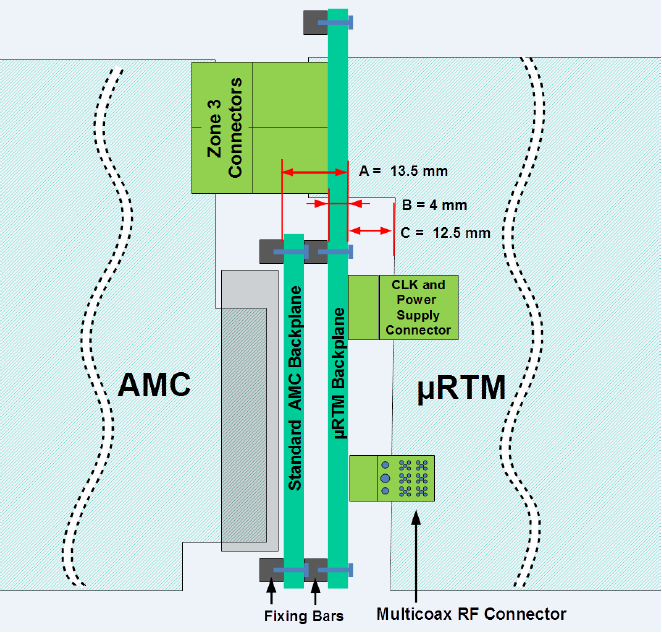 Zone 3
Connectors
A = 13.5 mm
B = 4 mm
C = 12.5 mm
CLK and
Power
Supply
Connector
AMC
Standard AMC Backplane
µRTM Backplane
µRTM
Fixing Bars
Multicoax RF Connector